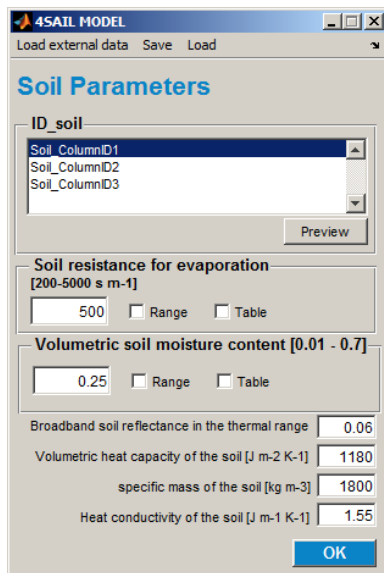 4SAIL MODEL
Load external data Save Load
Soil Parameters
ID_soil
Soil_ColumnID1
Soil_ColumnID2
Soil_ColumnID3
Preview
Soil resistance for evaporation
[200-5000 s m-1]
500 Range Table
Volumetric soil moisture content [0.01 - 0.7]
0.25 Range Table
Broadband soil reflectance in the thermal range 0.06
Volumetric heat capacity of the soil [J m-2 K-1] 1180
specific mass of the soil [kg m-3] 1800
Heat conductivity of the soil [J m-1 K-1] 1.55
OK